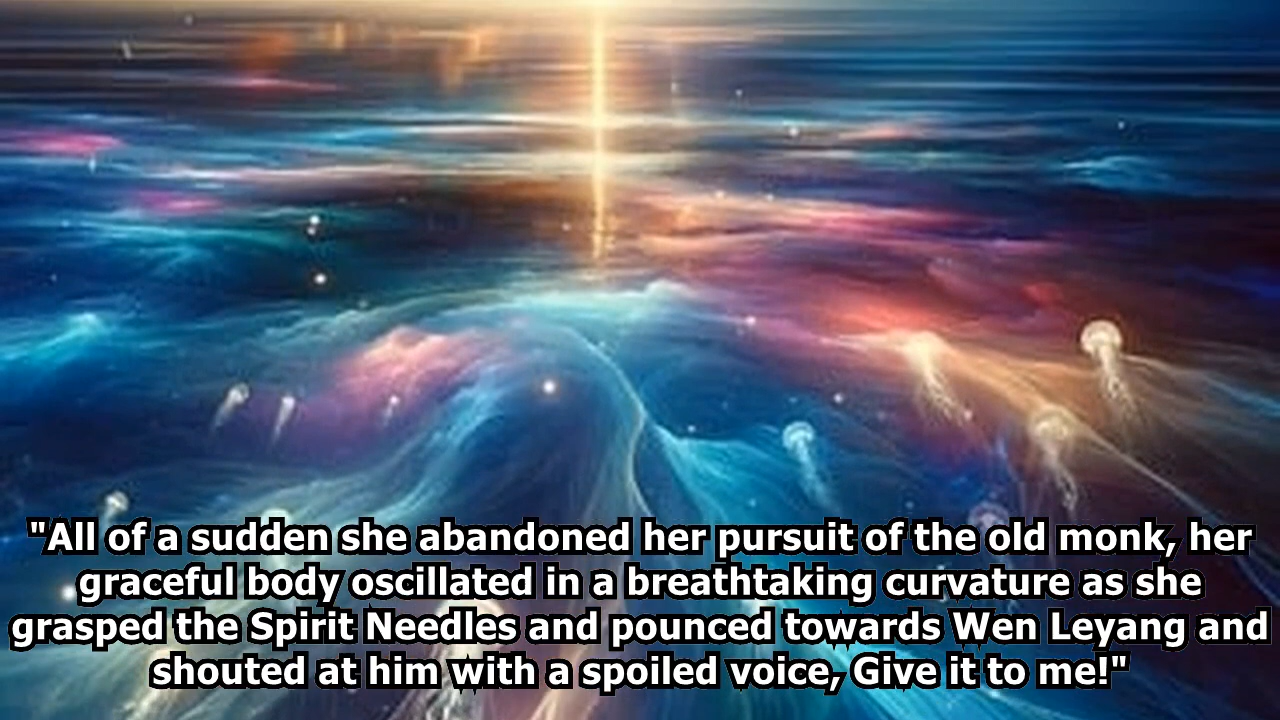 "All of a sudden she abandoned her pursuit of the old monk, her
graceful body oscillated in a breathtaking curvature as she
grasped the Spirit Needles and pounced towards Wen Leyang and
shouted at him with a spoiled voice, Give it to me!"